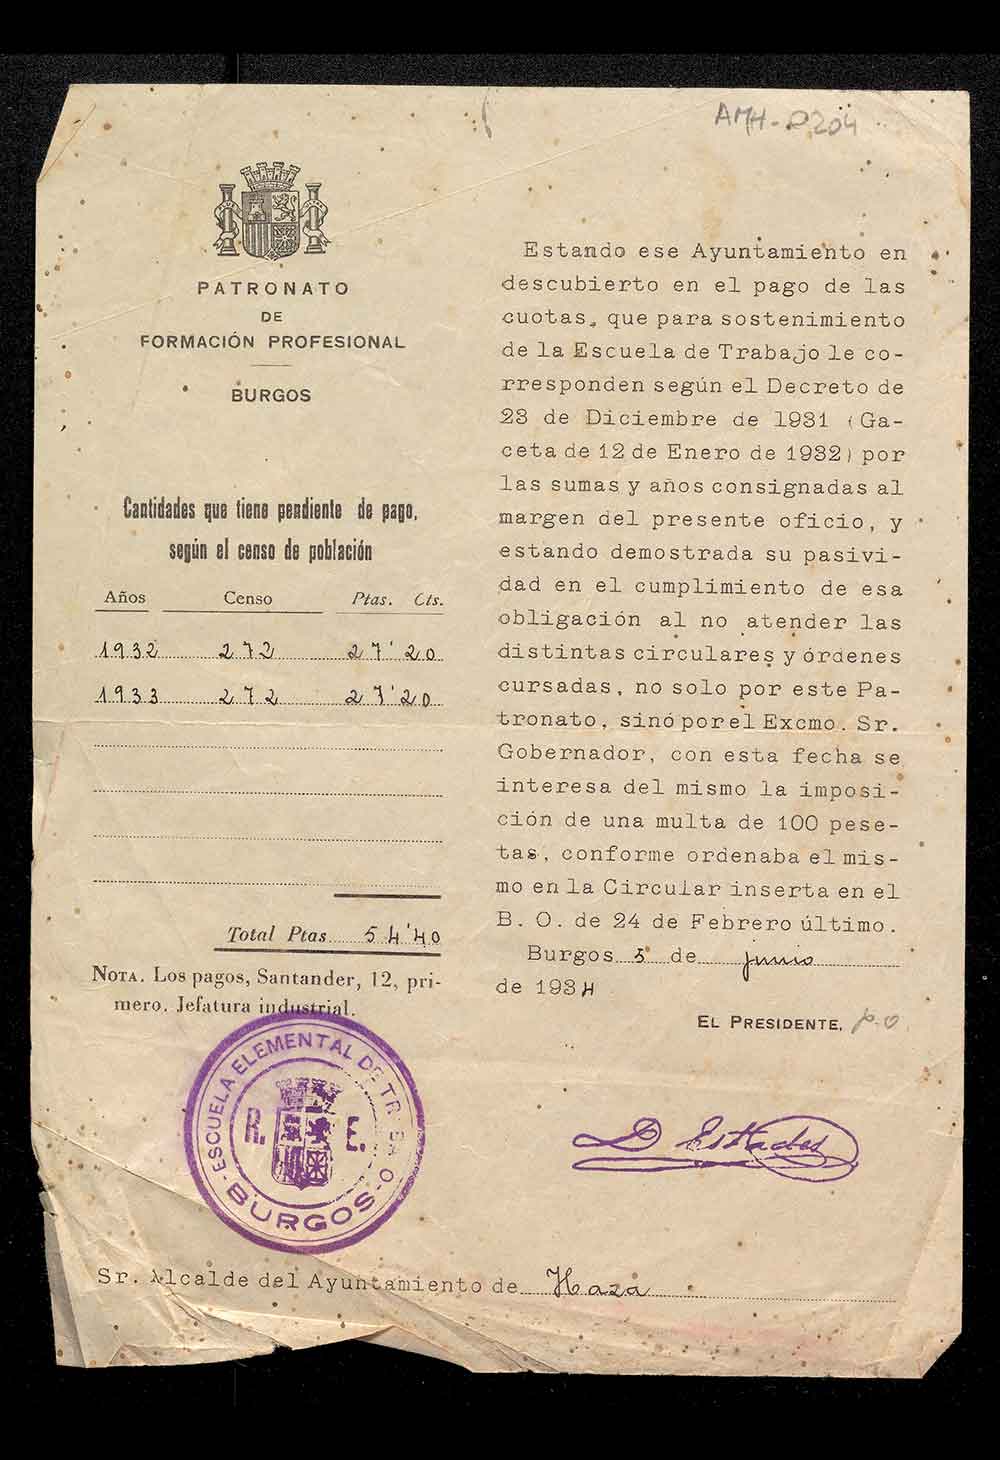 AMH-P204
PATRONATO
DE
FORMACIÓN PROFESIONAL
BURGOS
Cantidades que tiene pendiente de pago,
según el censo de población
Años Censo Ptas. Cts.
1932 272 27'20
1933 272 27'20
Total Ptas 54'40
NOTA. Los pagos, Santander, 12, pri-
mero. Jefatura industrial.
ESCUELA ELEMENTAL DE TRABAJO
R. E.
-BURGOS-
Estando ese Ayuntamiento en
descubierto en el pago de las
cuotas, que para sostenimiento
de la Escuela de Trabajo le co-
rresponden según el Decreto de
23 de Diciembre de 1931 (Ga-
ceta de 12 de Enero de 1932) por
las sumas y años consignadas al
margen del presente oficio, y
estando demostrada su pasivi-
dad en el cumplimiento de esa
obligación al no atender las
distintas circulares y órdenes
cursadas, no solo por este Pa-
tronato, sinó por el Excmo. Sr.
Gobernador, con esta fecha se
interesa del mismo la imposi-
ción de una multa de 100 pese-
tas, conforme ordenaba el mis-
mo en la Circular inserta en el
B. O. de 24 de Febrero último.
Burgos 5 de junio
de 1934
EL PRESIDENTE, p.o.
D Estades
Sr. Alcalde del Ayuntamiento de Haza